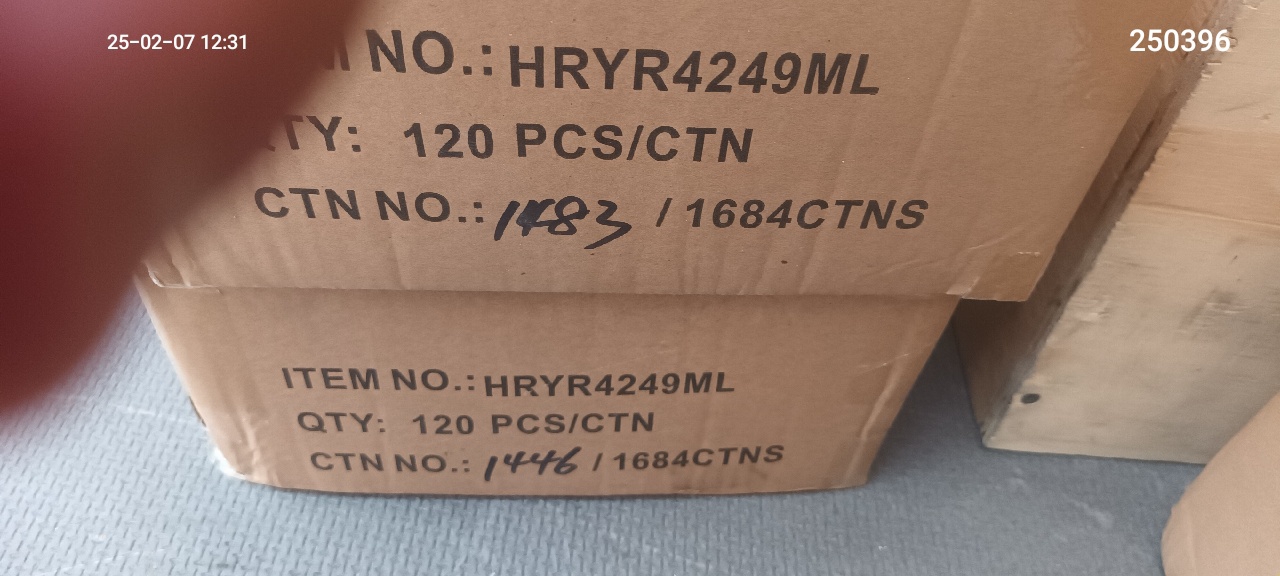 25-02-07 12:31
250396
NO.: HRYR4249ML
TY: 120 PCS/CTN
CTN NO.: 1483 / 1684CTNS
ITEM NO.: HRYR4249ML
QTY: 120 PCS/CTN
CTN NO.: 1446 / 1684CTNS